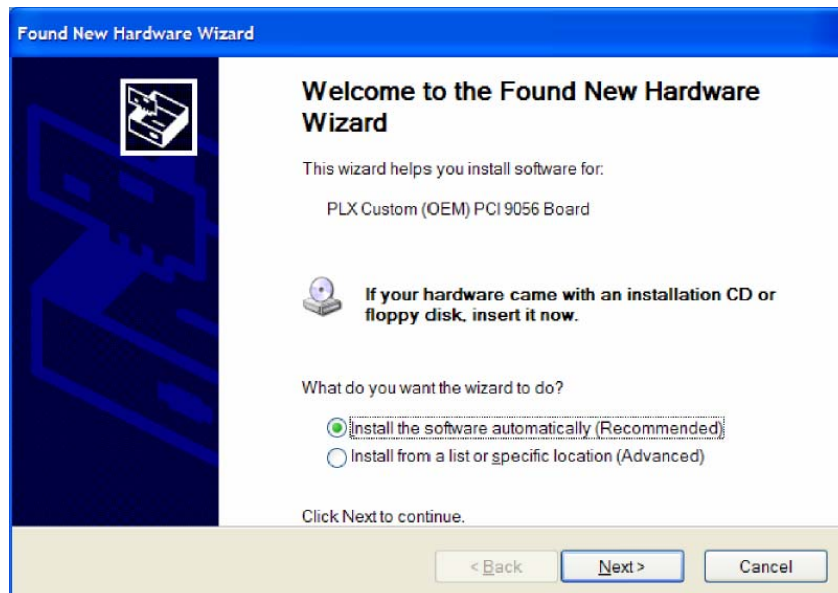 Found New Hardware Wizard
Welcome to the Found New Hardware
Wizard
This wizard helps you install software for:
PLX Custom (OEM) PCI 9056 Board
If your hardware came with an installation CD or
floppy disk, insert it now.
What do you want the wizard to do?
Install the software automatically (Recommended)
Install from a list or specific location (Advanced)
Click Next to continue.
< Back Next > Cancel